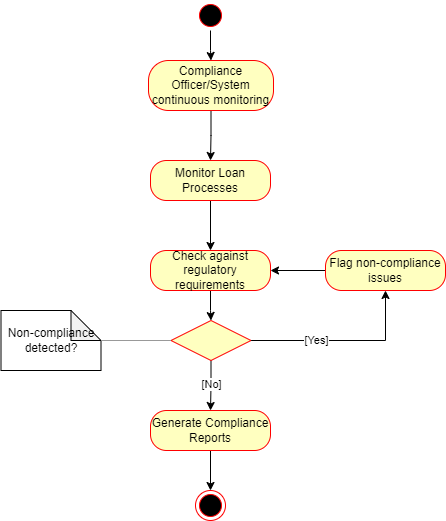 Compliance
Officer/System
continuous monitoring
Monitor Loan
Processes
Check against
regulatory
requirements
Flag non-compliance
issues
Non-compliance
detected?
[Yes]
[No]
Generate Compliance
Reports